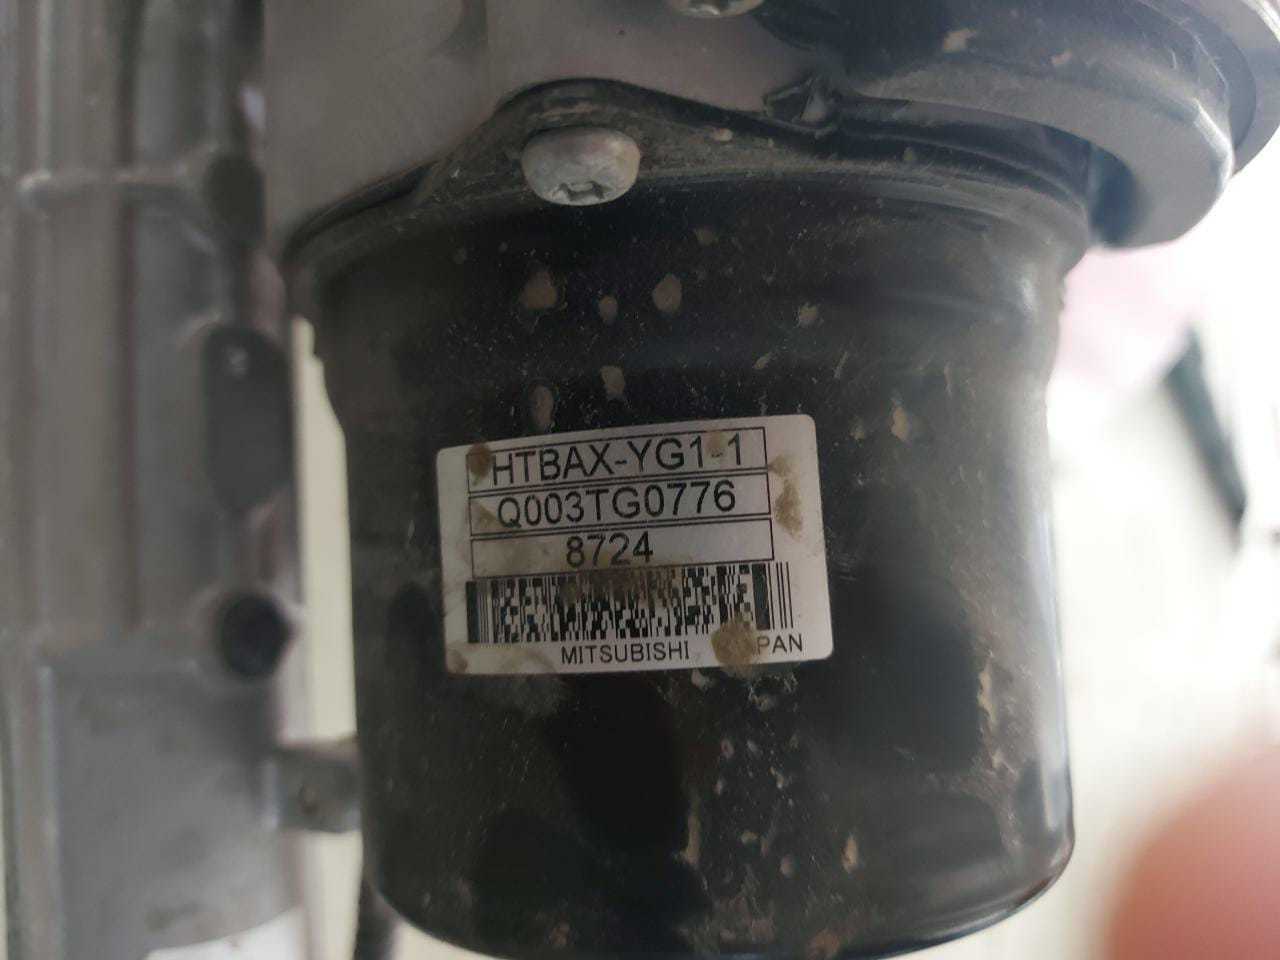 HTBAX-YG1-1
Q003TG0776
8724
MITSUBISHI